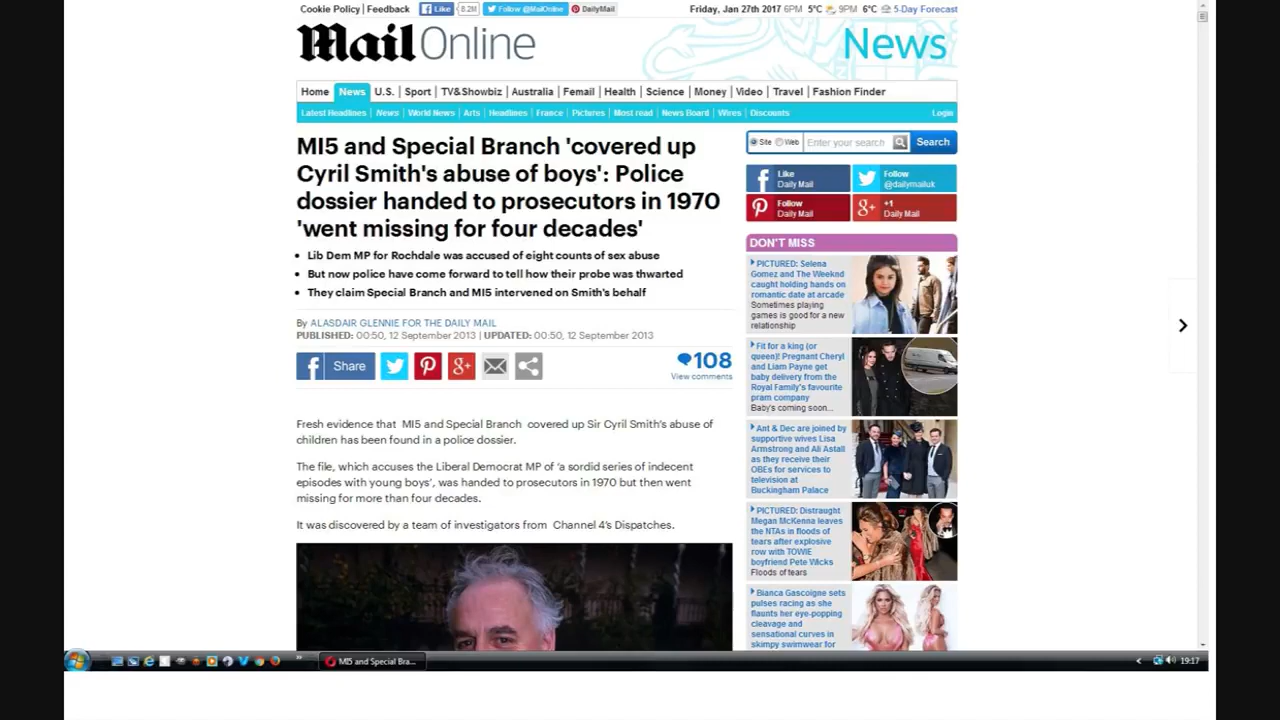 Cookie Policy | Feedback
Like 8.2M
Follow @MailOnline
DailyMail
Friday, Jan 27th 2017 6PM 5°C 9PM 6°C 5-Day Forecast
Mail Online
News
Home News U.S. Sport TV&Showbiz Australia Femail Health Science Money Video Travel Fashion Finder
Latest Headlines News World News Arts Headlines France Pictures Most read News Board Wires Discounts Login
MI5 and Special Branch 'covered up
Cyril Smith's abuse of boys': Police
dossier handed to prosecutors in 1970
'went missing for four decades'
• Lib Dem MP for Rochdale was accused of eight counts of sex abuse
• But now police have come forward to tell how their probe was thwarted
• They claim Special Branch and MI5 intervened on Smith's behalf
By ALASDAIR GLENNIE FOR THE DAILY MAIL
PUBLISHED: 00:50, 12 September 2013 | UPDATED: 00:50, 12 September 2013
Share
108
View comments
Fresh evidence that MI5 and Special Branch covered up Sir Cyril Smith's abuse of
children has been found in a police dossier.
The file, which accuses the Liberal Democrat MP of 'a sordid series of indecent
episodes with young boys', was handed to prosecutors in 1970 but then went
missing for more than four decades.
It was discovered by a team of investigators from Channel 4's Dispatches.
Site Web Enter your search Search
Like
Daily Mail
Follow
@dailymailuk
Follow
Daily Mail
+1
Daily Mail
DON'T MISS
PICTURED: Selena
Gomez and The Weeknd
caught holding hands on
romantic date at arcade
Sometimes playing
games is good for a new
relationship
Fit for a king (or
queen)! Pregnant Cheryl
and Liam Payne get
baby delivery from the
Royal Family's favourite
pram company
Baby's coming soon...
Ant & Dec are joined by
supportive wives Lisa
Armstrong and Ali Astall
as they receive their
OBEs for services to
television at
Buckingham Palace
PICTURED: Distraught
Megan McKenna leaves
the NTAs in floods of
tears after explosive
row with TOWIE
boyfriend Pete Wicks
Floods of tears
Bianca Gascoigne sets
pulses racing as she
flaunts her eye-popping
cleavage and
sensational curves in
skimpy swimwear for
MI5 and Special Bra...
19:17